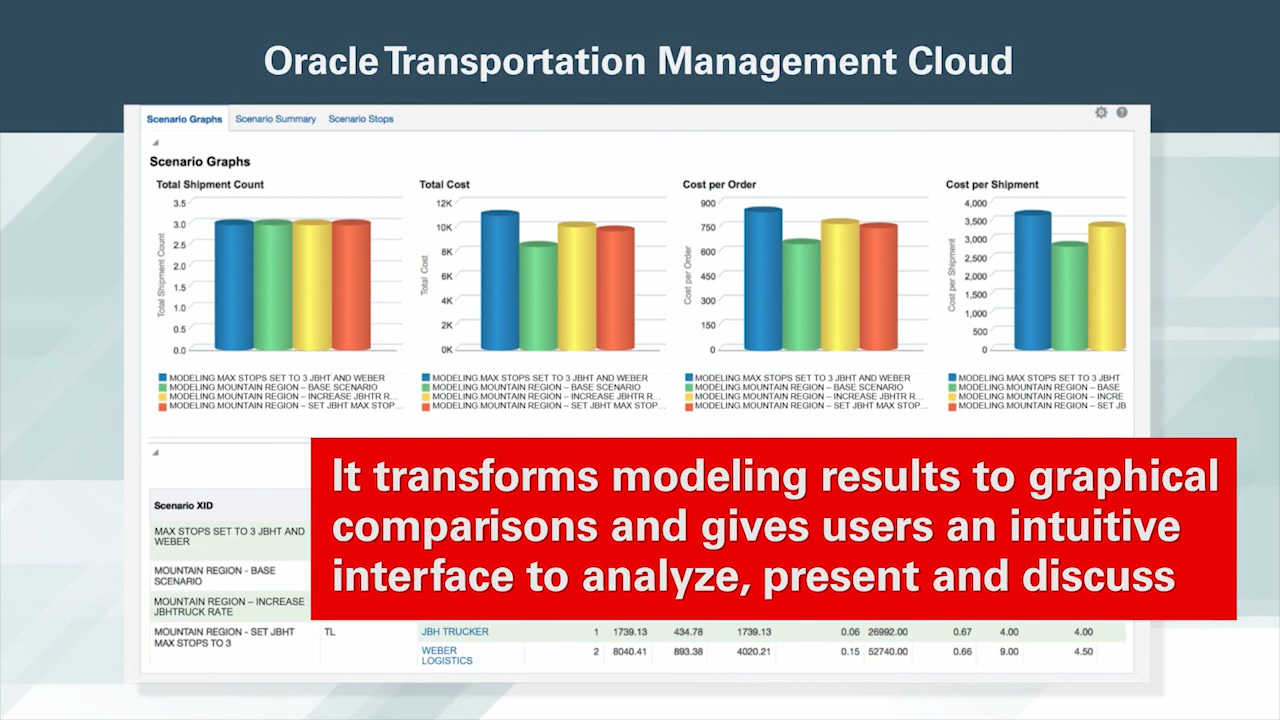 Oracle Transportation Management Cloud
Scenario Graphs Scenario Summary Scenario Stops
Scenario Graphs
Total Shipment Count
Total Shipment Count
3.5
3.0
2.5
2.0
1.5
1.0
0.5
0.0
MODELING.MAX STOPS SET TO 3 JBHT AND WEBER
MODELING.MOUNTAIN REGION – BASE SCENARIO
MODELING.MOUNTAIN REGION – INCREASE JBHTR R...
MODELING.MOUNTAIN REGION – SET JBHT MAX STOP...
Total Cost
Total Cost
12K
10K
8K
6K
4K
2K
0K
MODELING.MAX STOPS SET TO 3 JBHT AND WEBER
MODELING.MOUNTAIN REGION – BASE SCENARIO
MODELING.MOUNTAIN REGION – INCREASE JBHTR R...
MODELING.MOUNTAIN REGION – SET JBHT MAX STOP...
Cost per Order
Cost per Order
900
750
600
450
300
150
0
MODELING.MAX STOPS SET TO 3 JBHT AND WEBER
MODELING.MOUNTAIN REGION – BASE SCENARIO
MODELING.MOUNTAIN REGION – INCREASE JBHTR R...
MODELING.MOUNTAIN REGION – SET JBHT MAX STOP...
Cost per Shipment
Cost per Shipment
4,000
3,500
3,000
2,500
2,000
1,500
1,000
500
0
MODELING.MAX STOPS SET TO 3 JBHT
MODELING.MOUNTAIN REGION – BASE
MODELING.MOUNTAIN REGION – INCRE
MODELING.MOUNTAIN REGION – SET JB
It transforms modeling results to graphical
comparisons and gives users an intuitive
interface to analyze, present and discuss
Scenario XID
MAX STOPS SET TO 3 JBHT AND
WEBER
MOUNTAIN REGION - BASE
SCENARIO
MOUNTAIN REGION – INCREASE
JBHTRUCK RATE
MOUNTAIN REGION - SET JBHT TL JBH TRUCKER 1 1739.13 434.78 1739.13 0.06 26992.00 0.67 4.00 4.00
MAX STOPS TO 3
WEBER 2 8040.41 893.38 4020.21 0.15 52740.00 0.66 9.00 4.50
LOGISTICS